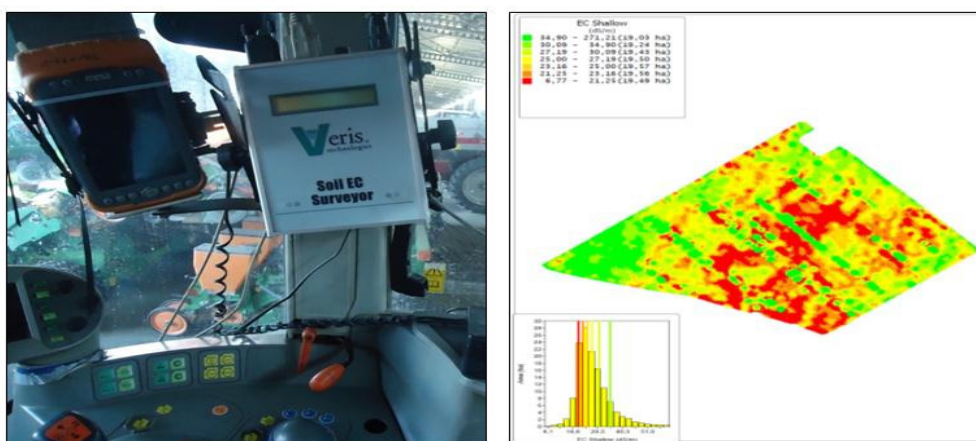 Veris
technologies
Soil EC
Surveyor
EC Shallow
(dS/m)
34,90 - 271,21(19,03 ha)
30,09 - 34,90(19,24 ha)
27,19 - 30,09(19,43 ha)
25,00 - 27,19(19,50 ha)
23,16 - 25,00(19,57 ha)
21,25 - 23,16(19,56 ha)
6,77 - 21,25(19,49 ha)
Area(ha)
EC Shallow (dS/m)